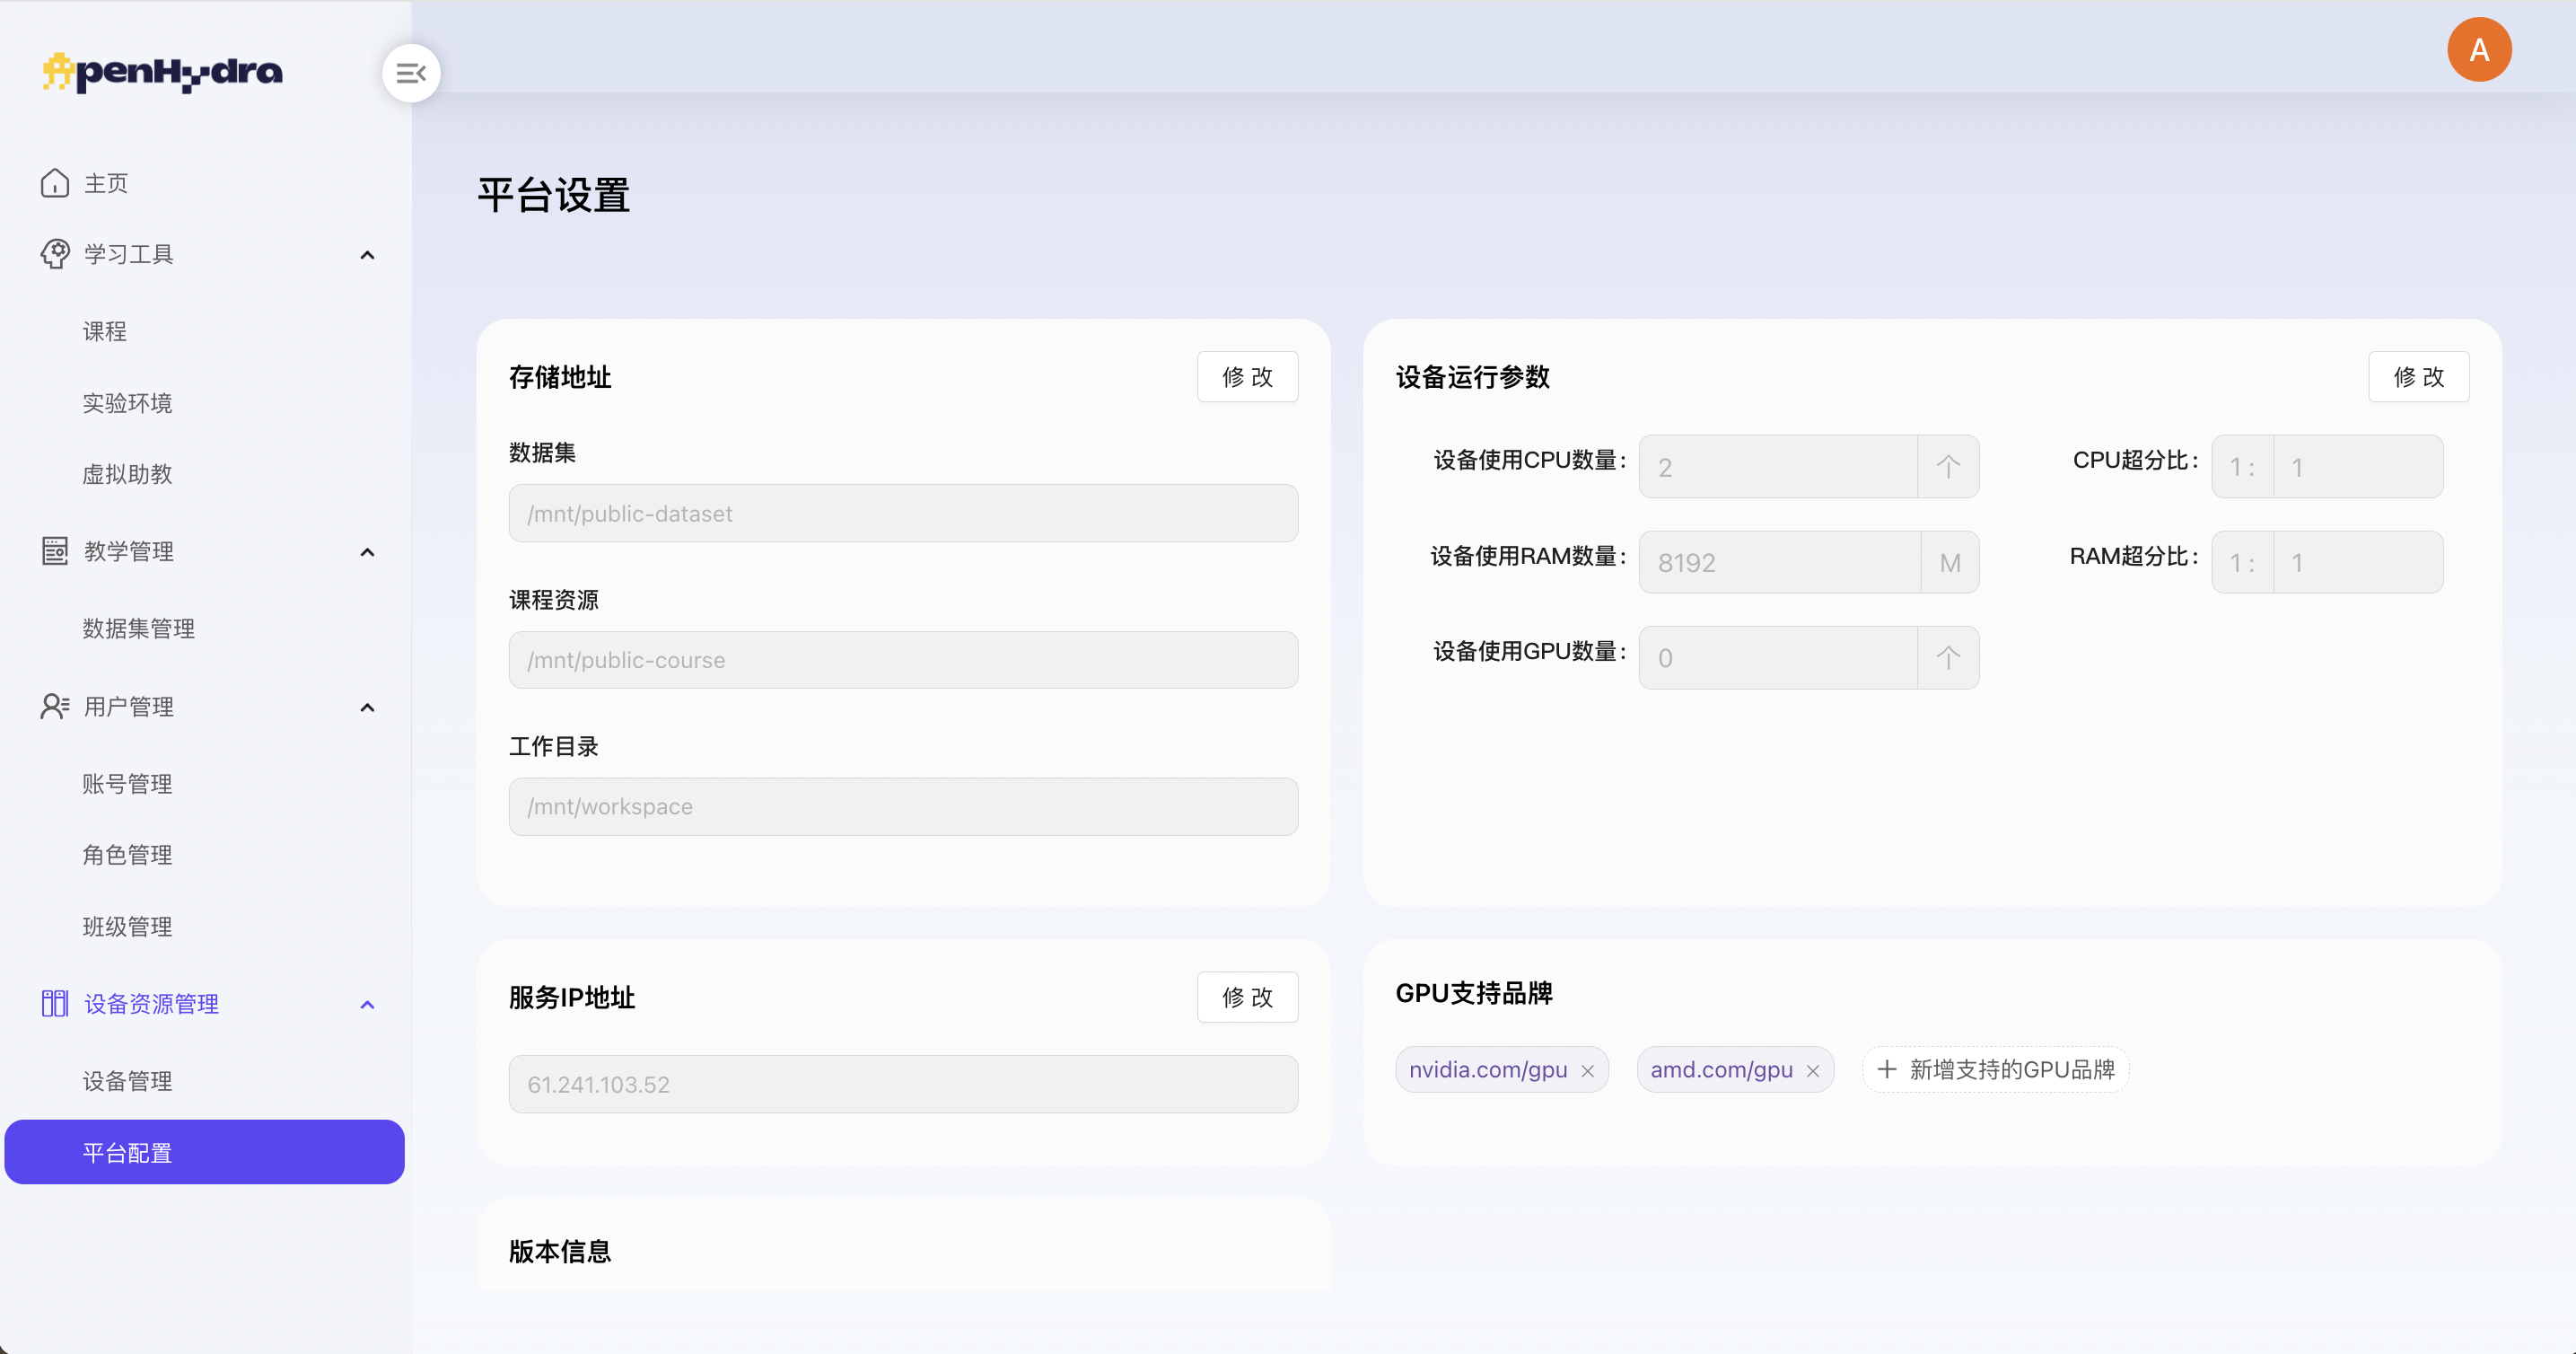 OpenHydra
A
主页
学习工具
课程
实验环境
虚拟助教
教学管理
数据集管理
用户管理
账号管理
角色管理
班级管理
设备资源管理
设备管理
平台配置
平台设置
存储地址
修 改
数据集
/mnt/public-dataset
课程资源
/mnt/public-course
工作目录
/mnt/workspace
设备运行参数
修 改
设备使用CPU数量: 2 个
CPU超分比: 1 : 1
设备使用RAM数量: 8192 M
RAM超分比: 1 : 1
设备使用GPU数量: 0 个
服务IP地址
修 改
61.241.103.52
GPU支持品牌
nvidia.com/gpu × amd.com/gpu × + 新增支持的GPU品牌
版本信息